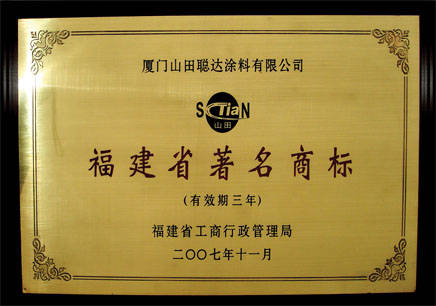 厦门山田聪达涂料有限公司
SCTiaN
山田
福建省著名商标
(有效期三年)
福建省工商行政管理局
二〇〇七年十一月